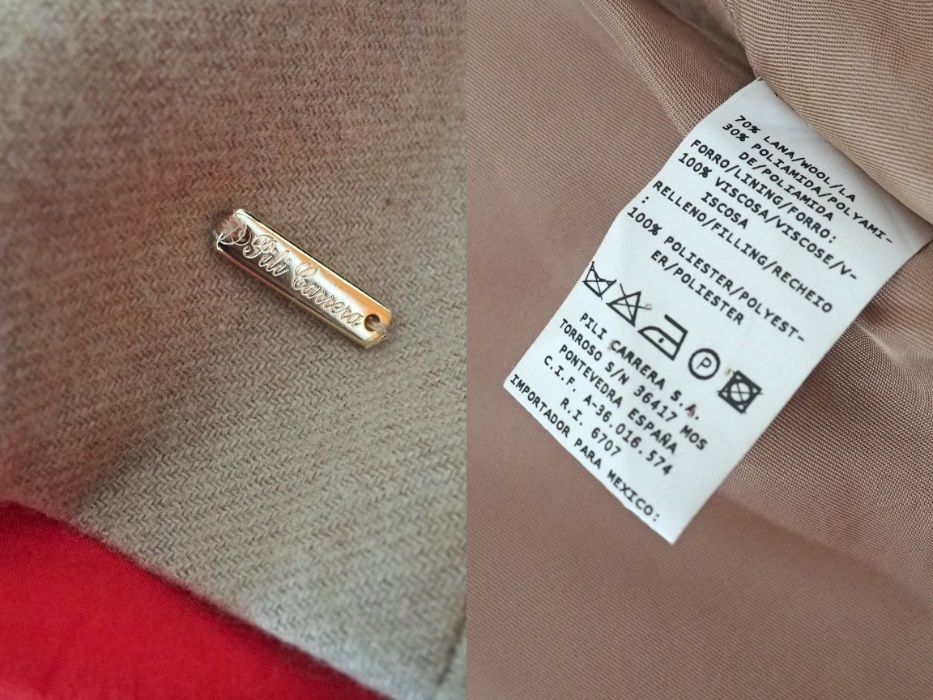 Pili Carrera
70% LANA/WOOL/LA
30% POLIAMIDA/POLYAMI-
DE/POLIAMIDA
FORRO/LINING/FORRO:
100% VISCOSA/VISCOSE/V-
ISCOSA
RELLENO/FILLING/RECHEIO
:
100% POLIESTER/POLYEST-
ER/POLIESTER
P
PILI CARRERA S.A.
TORROSO S/N 36417 MOS
PONTEVEDRA ESPAÑA
C.I.F. A-36.016.574
R.I. 6707
IMPORTADOR PARA MEXICO: